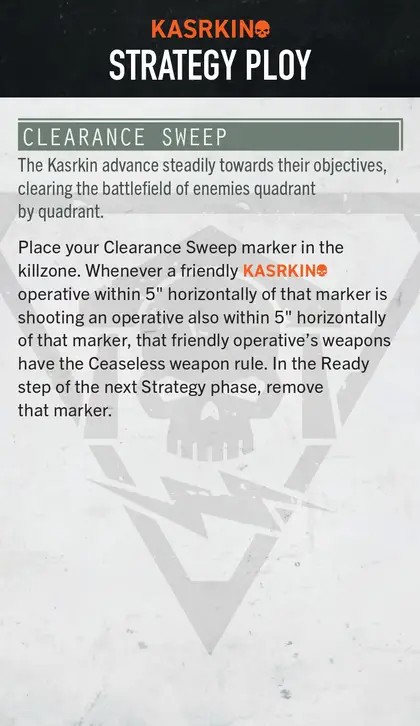 KASRKIN
STRATEGY PLOY
CLEARANCE SWEEP
The Kasrkin advance steadily towards their objectives,
clearing the battlefield of enemies quadrant
by quadrant.
Place your Clearance Sweep marker in the
killzone. Whenever a friendly KASRKIN
operative within 5" horizontally of that marker is
shooting an operative also within 5" horizontally
of that marker, that friendly operative’s weapons
have the Ceaseless weapon rule. In the Ready
step of the next Strategy phase, remove
that marker.